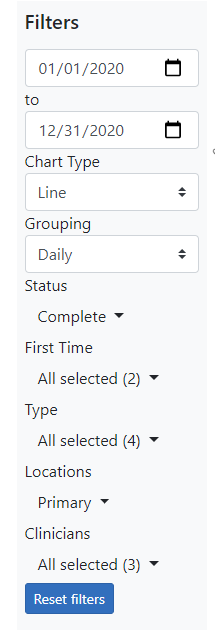 Filters
01/01/2020
to
12/31/2020
Chart Type
Line
Grouping
Daily
Status
Complete
First Time
All selected (2)
Type
All selected (4)
Locations
Primary
Clinicians
All selected (3)
Reset filters